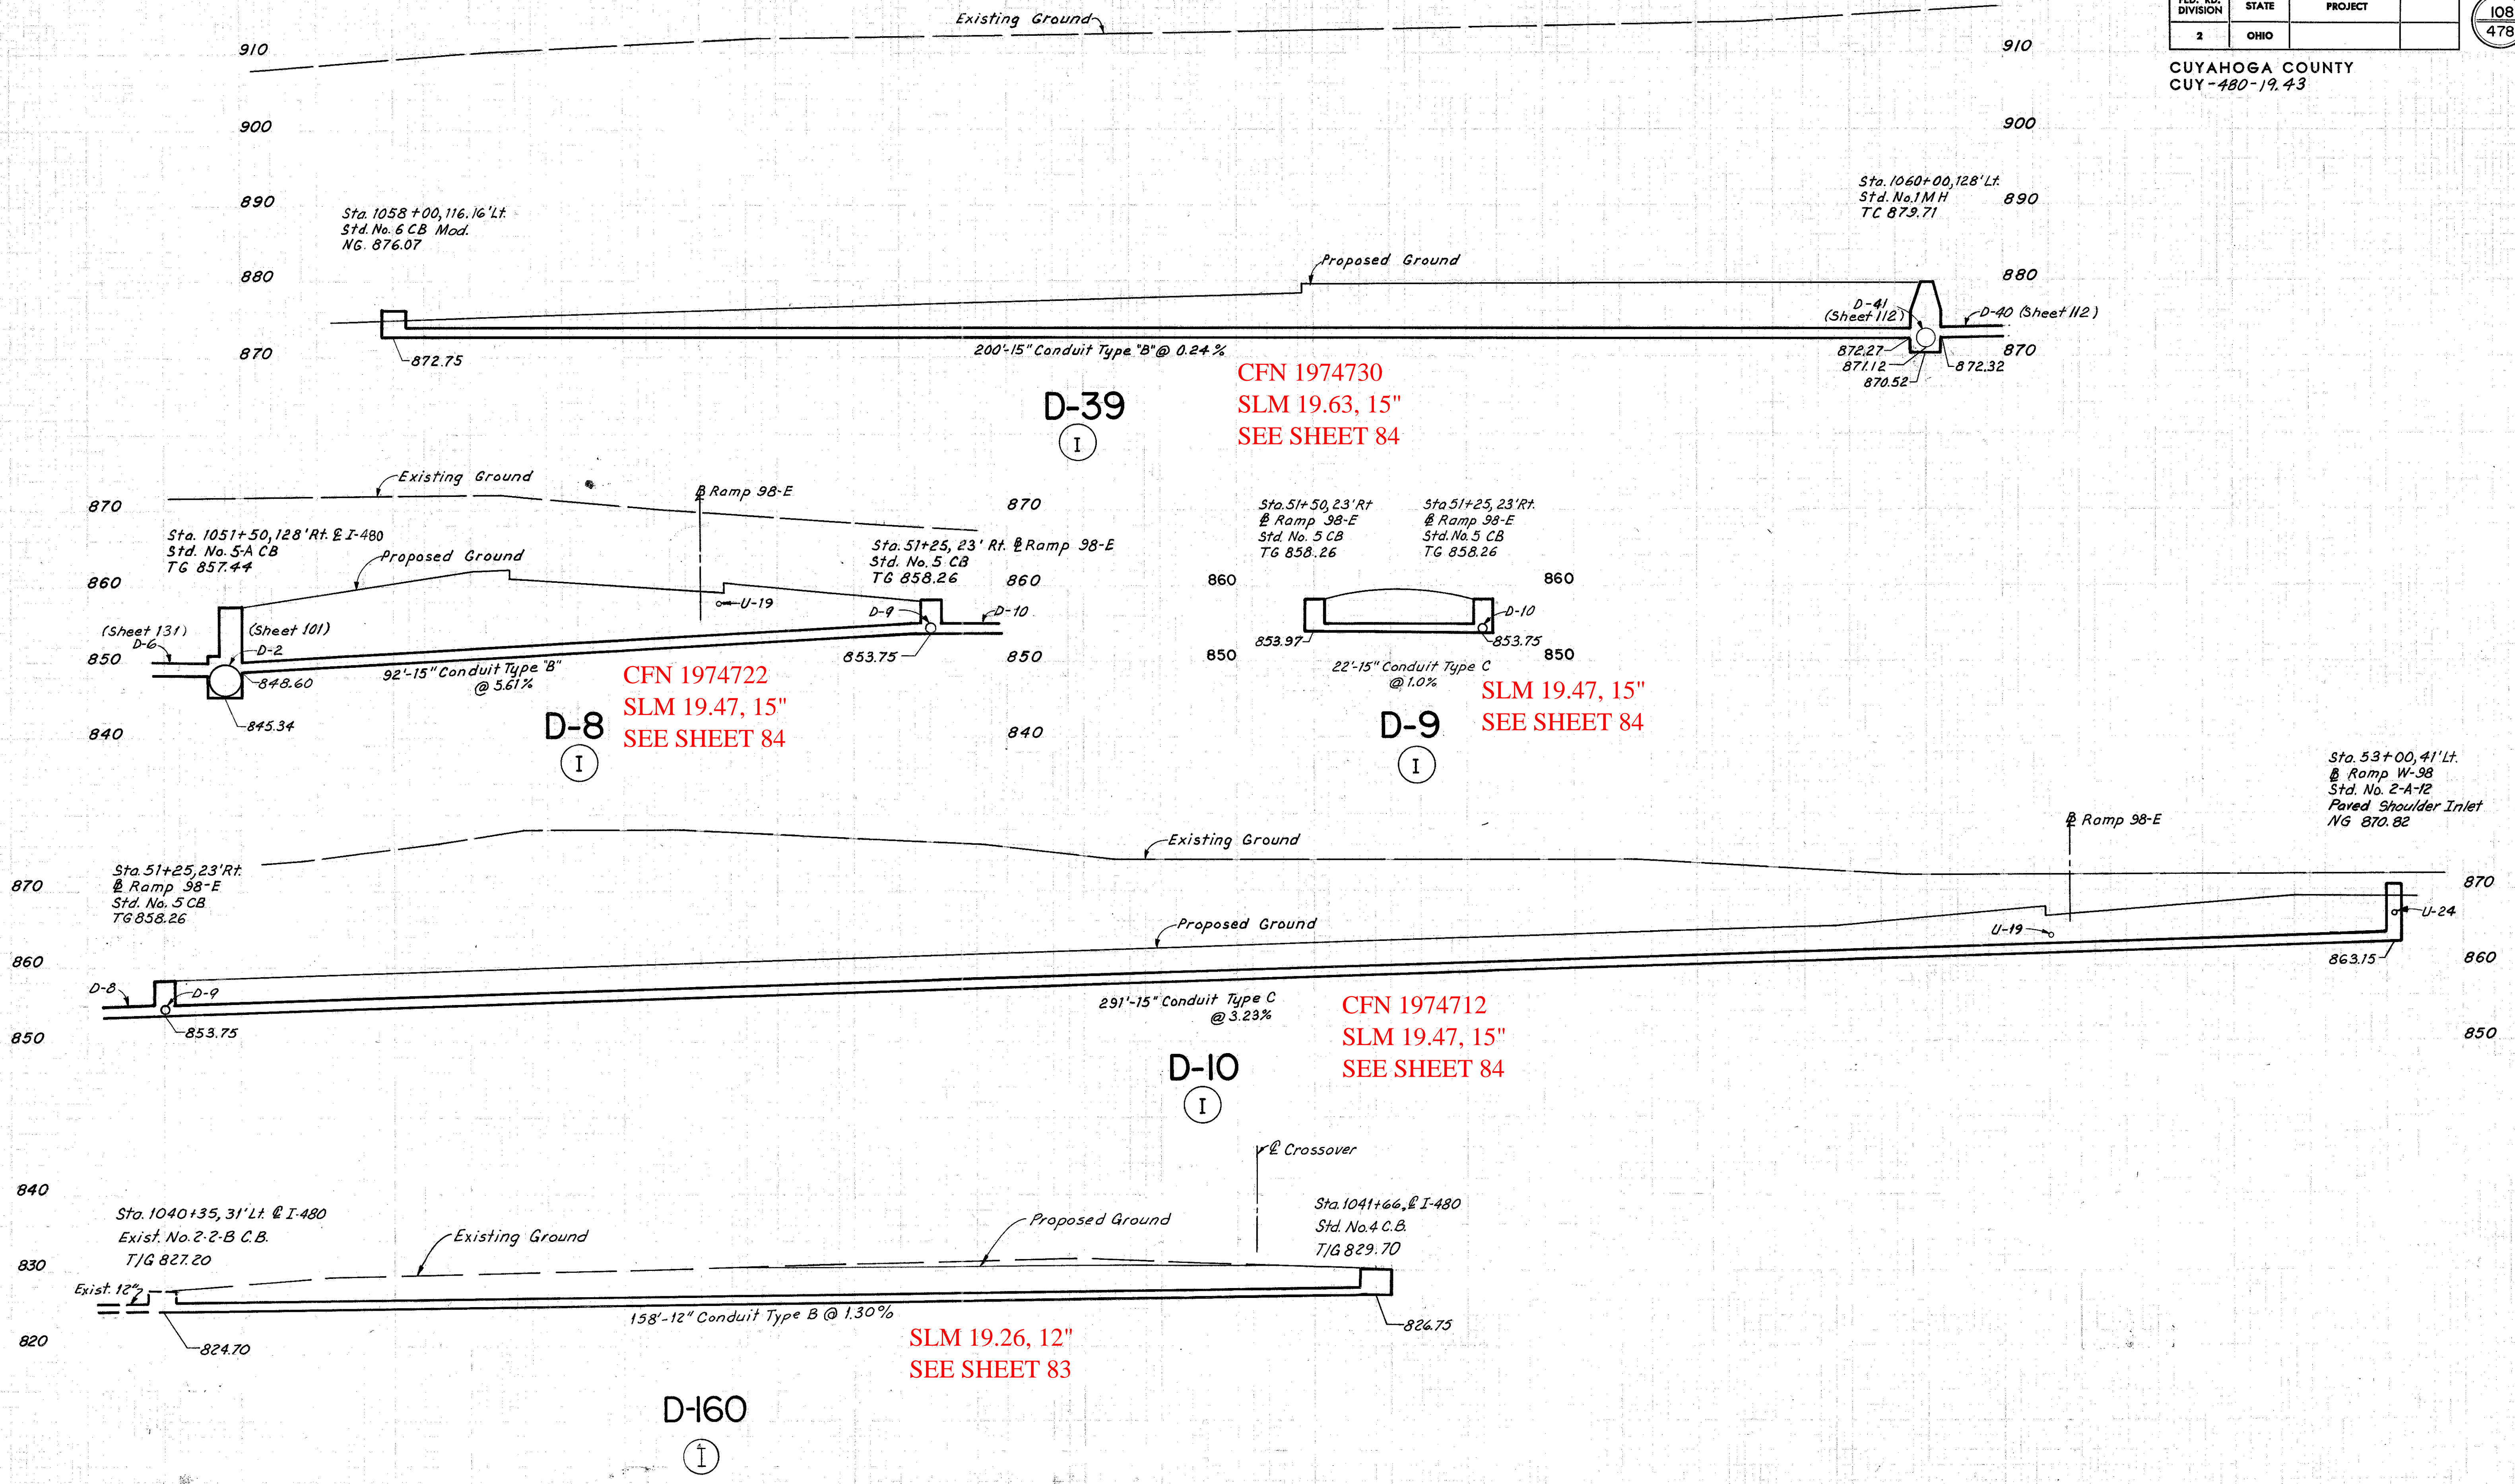 FED. RD. DIVISION STATE PROJECT
2 OHIO
108
478
CUYAHOGA COUNTY
CUY-480-19.43
Existing Ground
910
910
900
900
890
890
880
880
870
870
Sta. 1058+00, 116.16' Lt.
Std. No. 6 CB Mod.
NG. 876.07
Sta. 1060+00, 128' Lt.
Std. No. 1 MH
TC 879.71
Proposed Ground
D-41
(Sheet 112)
D-40 (Sheet 112)
872.75
200'-15" Conduit Type "B" @ 0.24%
872.27
871.12
870.52
872.32
D-39
I
CFN 1974730
SLM 19.63, 15"
SEE SHEET 84
Existing Ground
℄ Ramp 98-E
870
870
Sta. 1051+50, 128' Rt. ℄ I-480
Std. No. 5-A CB
TG 857.44
Proposed Ground
Sta. 51+25, 23' Rt. ℄ Ramp 98-E
Std. No. 5 CB
TG 858.26
860
860
U-19
D-9
D-10
(Sheet 131)
D-6
(Sheet 101)
D-2
850
850
848.60
92'-15" Conduit Type "B"
@ 5.61%
853.75
845.34
840
840
D-8
I
CFN 1974722
SLM 19.47, 15"
SEE SHEET 84
Sta. 51+50, 23' Rt
℄ Ramp 98-E
Std. No. 5 CB
TG 858.26
Sta 51+25, 23' Rt.
℄ Ramp 98-E
Std. No. 5 CB
TG 858.26
860
860
D-10
853.97
853.75
850
850
22'-15" Conduit Type C
@ 1.0%
D-9
I
SLM 19.47, 15"
SEE SHEET 84
Sta. 53+00, 41' Lt.
℄ Ramp W-98
Std. No. 2-A-12
Paved Shoulder Inlet
NG 870.82
℄ Ramp 98-E
Existing Ground
Sta. 51+25, 23' Rt.
℄ Ramp 98-E
Std. No. 5 CB
TG 858.26
870
870
Proposed Ground
U-19
U-24
860
860
D-8
D-9
863.15
853.75
850
850
291'-15" Conduit Type C
@ 3.23%
D-10
I
CFN 1974712
SLM 19.47, 15"
SEE SHEET 84
℄ Crossover
840
Sta. 1040+35, 31' Lt. ℄ I-480
Exist. No. 2-2-B C.B.
T/G 827.20
Existing Ground
Proposed Ground
Sta. 1041+66, ℄ I-480
Std. No. 4 C.B.
T/G 829.70
830
Exist. 12"
158'-12" Conduit Type B @ 1.30%
826.75
820
824.70
SLM 19.26, 12"
SEE SHEET 83
D-160
I